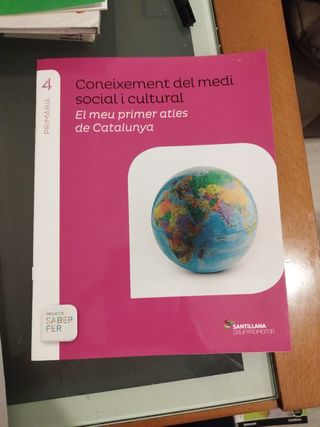 4
PRIMÀRIA
Coneixement del medi
social i cultural
El meu primer atles
de Catalunya
PROJECTE
SABER
FER
SANTILLANA
GRUP PROMOTOR